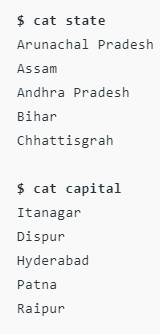 $ cat state
Arunachal Pradesh
Assam
Andhra Pradesh
Bihar
Chhattisgrah
$ cat capital
Itanagar
Dispur
Hyderabad
Patna
Raipur